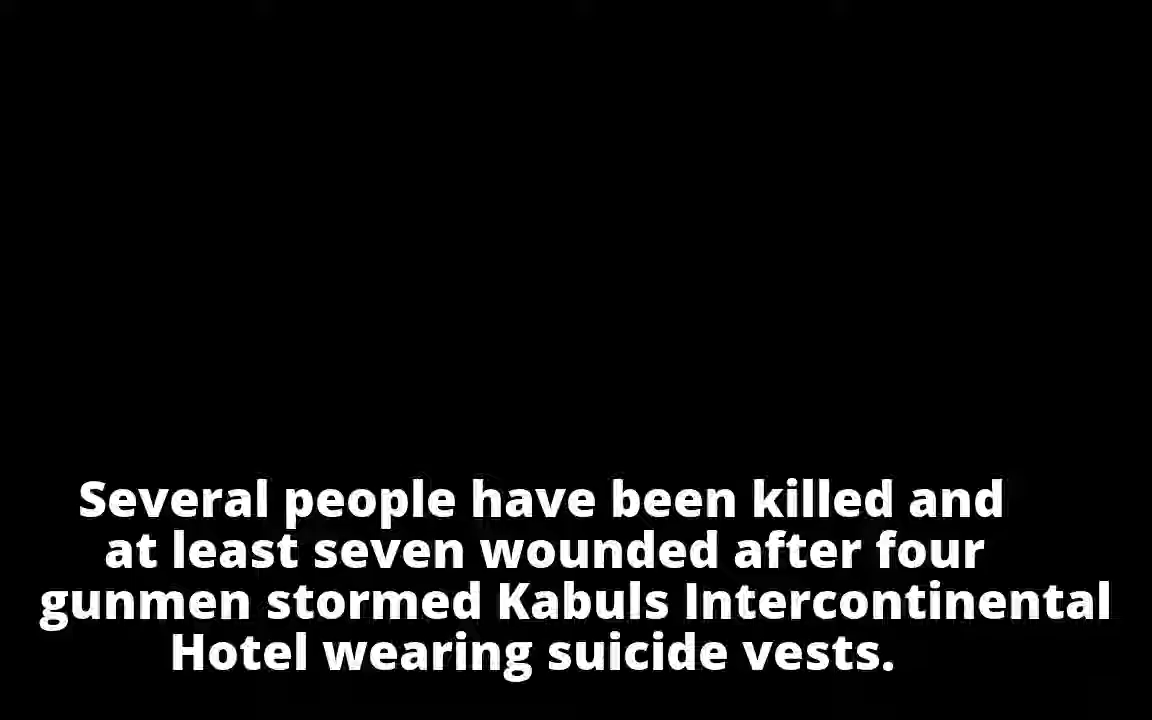 Several people have been killed and
at least seven wounded after four
gunmen stormed Kabuls Intercontinental
Hotel wearing suicide vests.